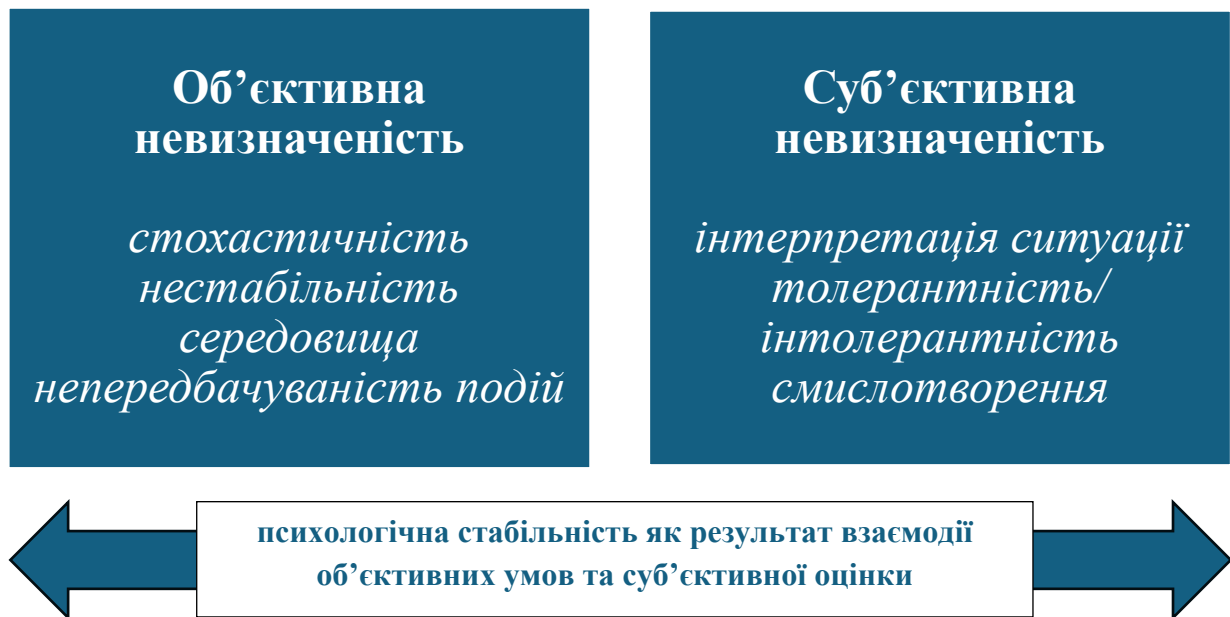 Об’єктивна
невизначеність
стохастичність
нестабільність
середовища
непередбачуваність подій
Суб’єктивна
невизначеність
інтерпретація ситуації
толерантність/
інтолерантність
смислотворення
психологічна стабільність як результат взаємодії
об’єктивних умов та суб’єктивної оцінки